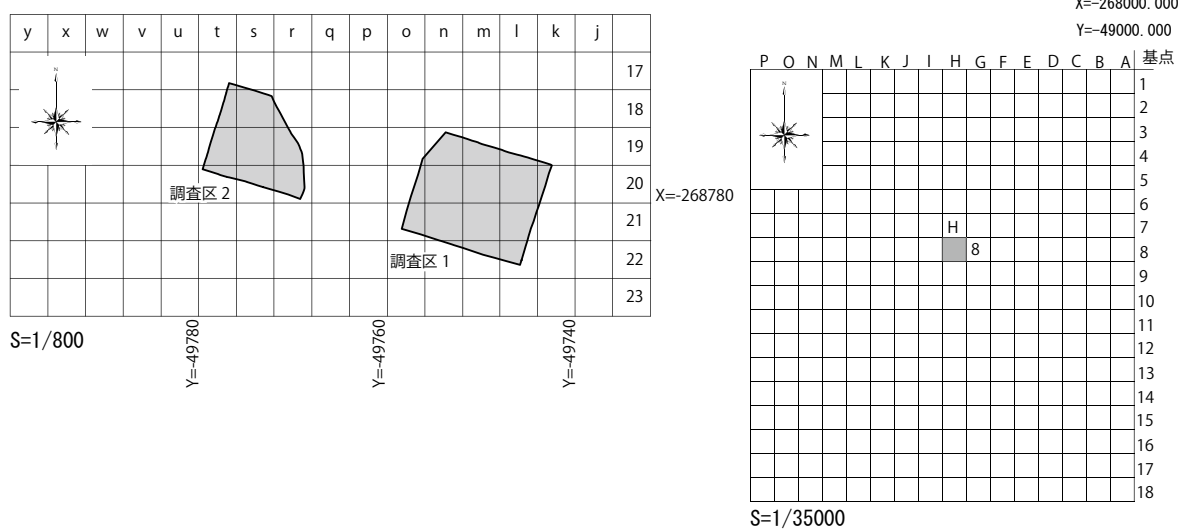 y x w v u t s r q p o n m l k j
17
18
19
20
21
22
23
N
調査区 2
調査区 1
X=-268780
Y=-49780
Y=-49760
Y=-49740
S=1/800
X=-268000.000
Y=-49000.000
P O N M L K J I H G F E D C B A 基点
1
2
3
4
5
6
7
8
9
10
11
12
13
14
15
16
17
18
N
H
8
S=1/35000